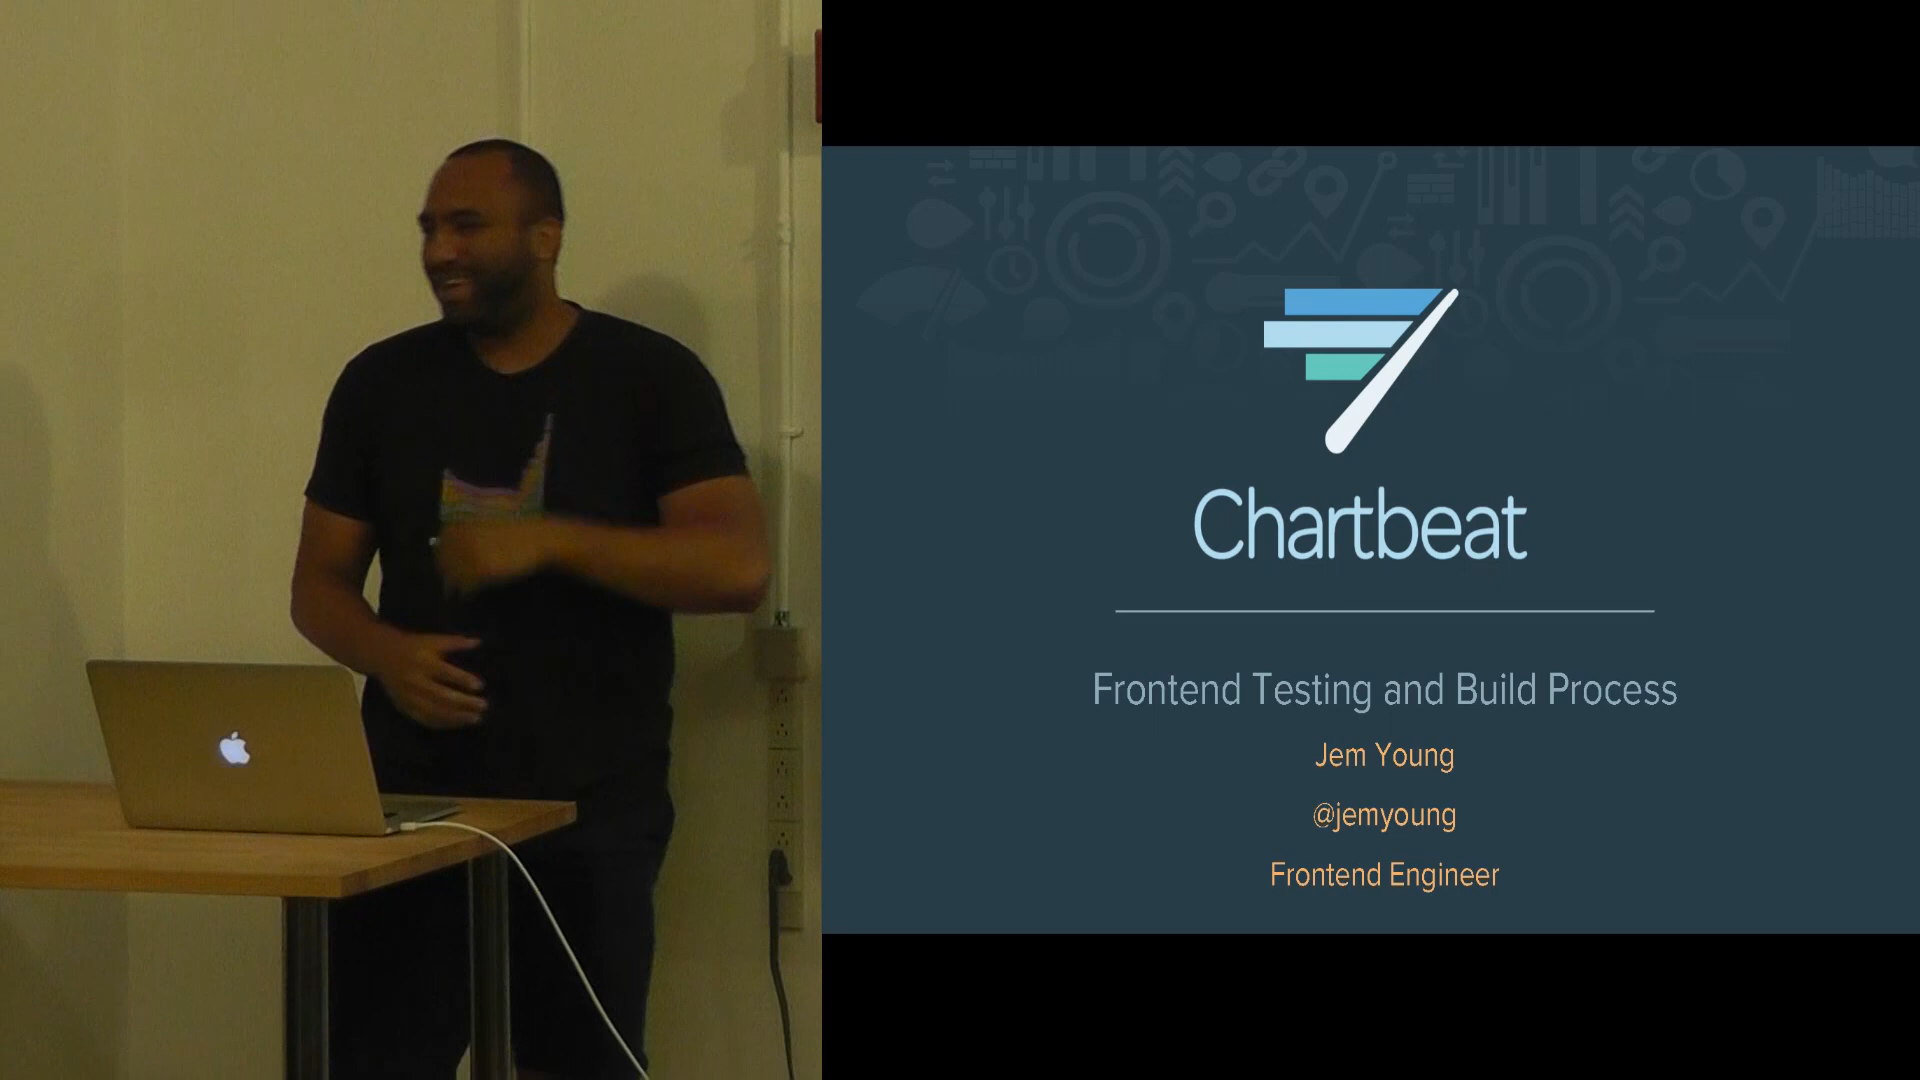 Chartbeat
Frontend Testing and Build Process
Jem Young
@jemyoung
Frontend Engineer